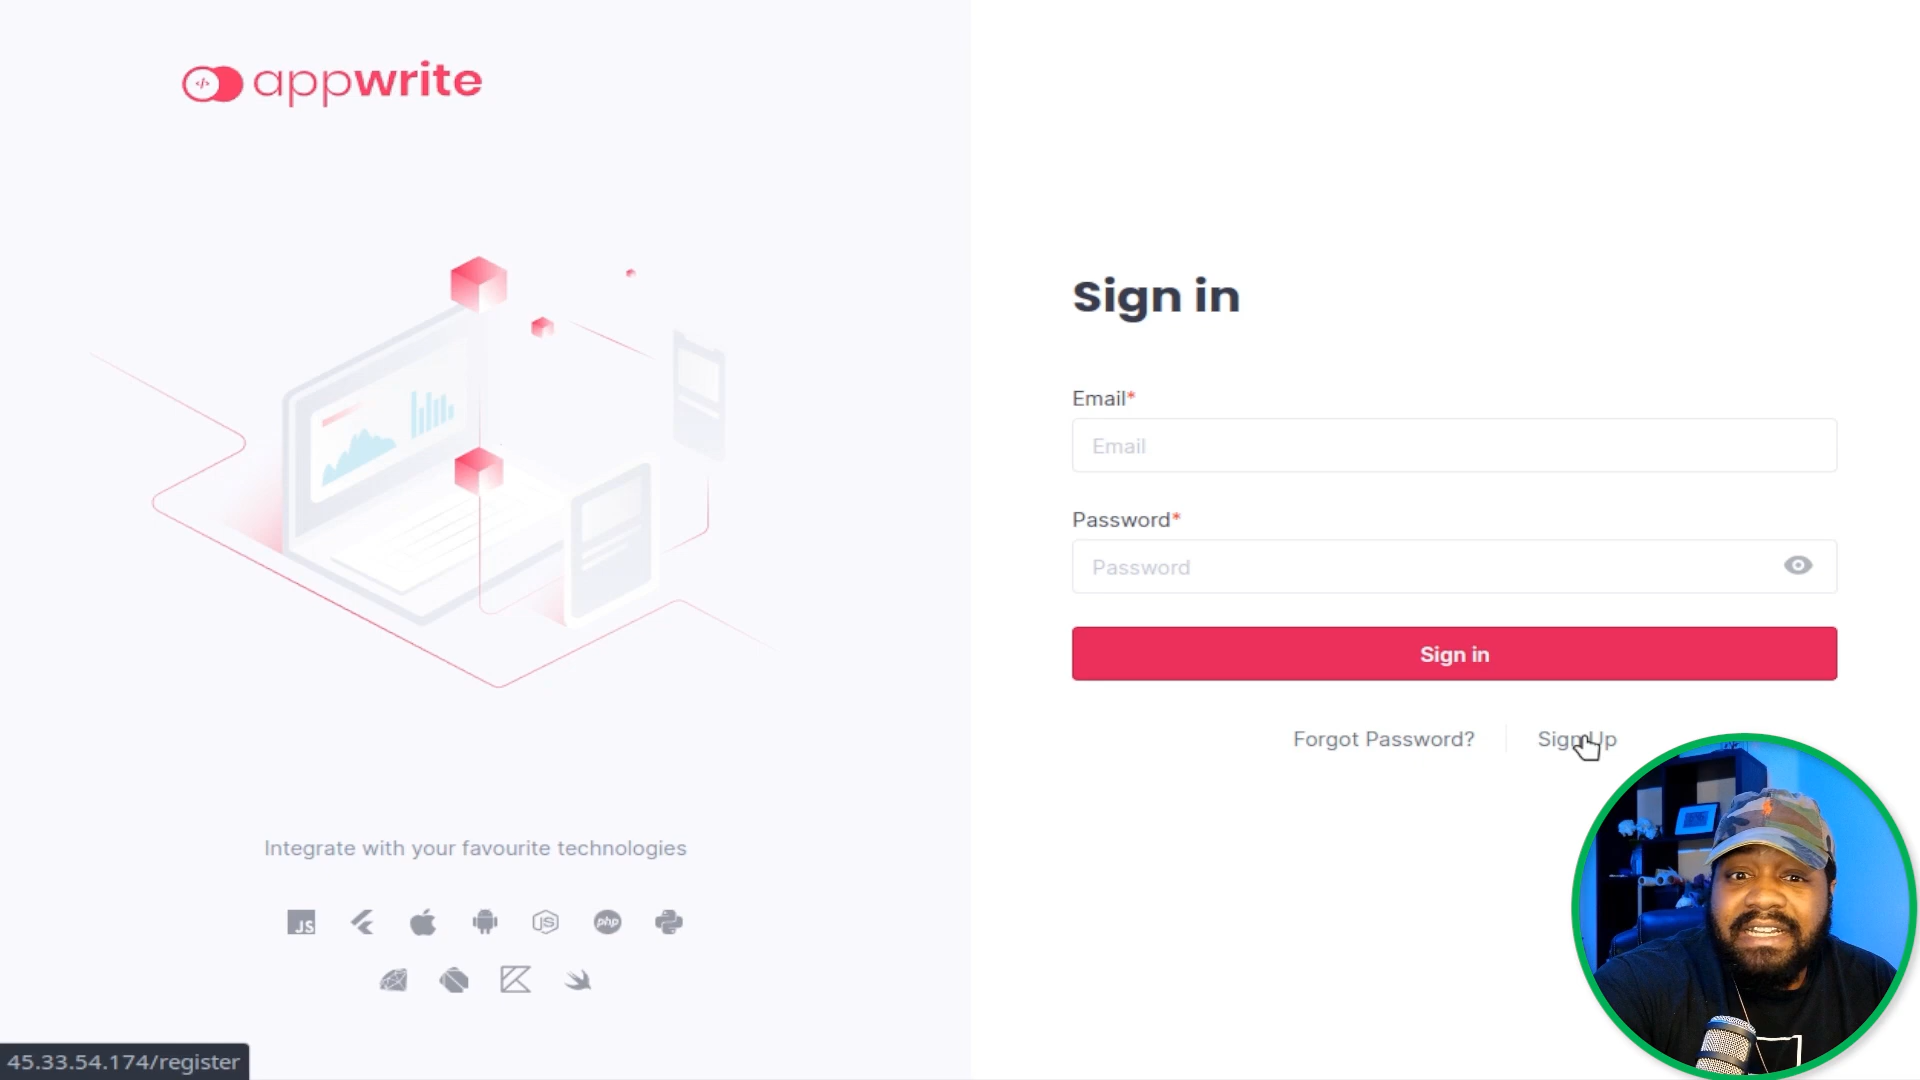 appwrite
Sign in
Email*
Email
Password*
Password
Sign in
Forgot Password?
Sign Up
Integrate with your favourite technologies
JS
JS
php
45.33.54.174/register